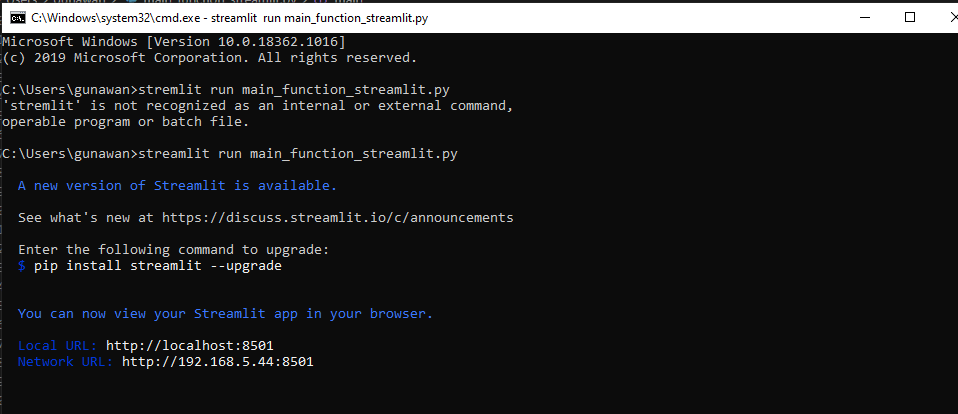 C:\Windows\system32\cmd.exe - streamlit run main_function_streamlit.py
Microsoft Windows [Version 10.0.18362.1016]
(c) 2019 Microsoft Corporation. All rights reserved.
C:\Users\gunawan>stremlit run main_function_streamlit.py
'stremlit' is not recognized as an internal or external command,
operable program or batch file.
C:\Users\gunawan>streamlit run main_function_streamlit.py
A new version of Streamlit is available.
See what's new at https://discuss.streamlit.io/c/announcements
Enter the following command to upgrade:
$ pip install streamlit --upgrade
You can now view your Streamlit app in your browser.
Local URL: http://localhost:8501
Network URL: http://192.168.5.44:8501